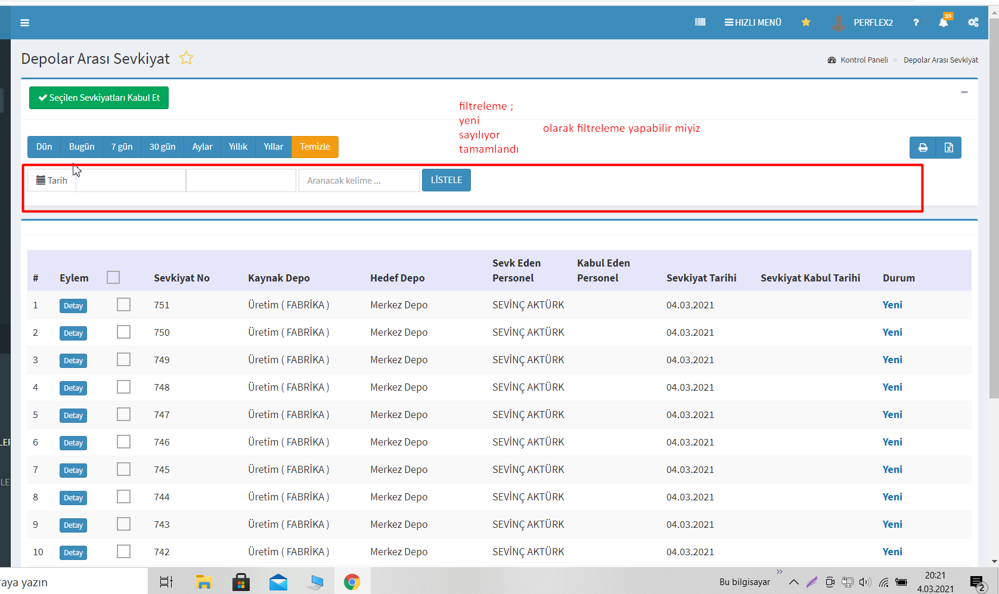 HIZLI MENÜ
PERFLEX2
?
33
Depolar Arası Sevkiyat
Kontrol Paneli > Depolar Arası Sevkiyat
Seçilen Sevkiyatları Kabul Et
filtreleme ;
yeni
sayılıyor
tamamlandı
olarak filtreleme yapabilir miyiz
Dün Bugün 7 gün 30 gün Aylar Yıllık Yıllar Temizle
Tarih Aranacak kelime ... LİSTELE
# Eylem Sevkiyat No Kaynak Depo Hedef Depo Sevk Eden Personel Kabul Eden Personel Sevkiyat Tarihi Sevkiyat Kabul Tarihi Durum
1 Detay 751 Üretim ( FABRİKA ) Merkez Depo SEVİNÇ AKTÜRK 04.03.2021 Yeni
2 Detay 750 Üretim ( FABRİKA ) Merkez Depo SEVİNÇ AKTÜRK 04.03.2021 Yeni
3 Detay 749 Üretim ( FABRİKA ) Merkez Depo SEVİNÇ AKTÜRK 04.03.2021 Yeni
4 Detay 748 Üretim ( FABRİKA ) Merkez Depo SEVİNÇ AKTÜRK 04.03.2021 Yeni
5 Detay 747 Üretim ( FABRİKA ) Merkez Depo SEVİNÇ AKTÜRK 04.03.2021 Yeni
6 Detay 746 Üretim ( FABRİKA ) Merkez Depo SEVİNÇ AKTÜRK 04.03.2021 Yeni
7 Detay 745 Üretim ( FABRİKA ) Merkez Depo SEVİNÇ AKTÜRK 04.03.2021 Yeni
8 Detay 744 Üretim ( FABRİKA ) Merkez Depo SEVİNÇ AKTÜRK 04.03.2021 Yeni
9 Detay 743 Üretim ( FABRİKA ) Merkez Depo SEVİNÇ AKTÜRK 04.03.2021 Yeni
10 Detay 742 Üretim ( FABRİKA ) Merkez Depo SEVİNÇ AKTÜRK 04.03.2021 Yeni
LER
LE
raya yazın
Bu bilgisayar
»
20:21
4.03.2021
2